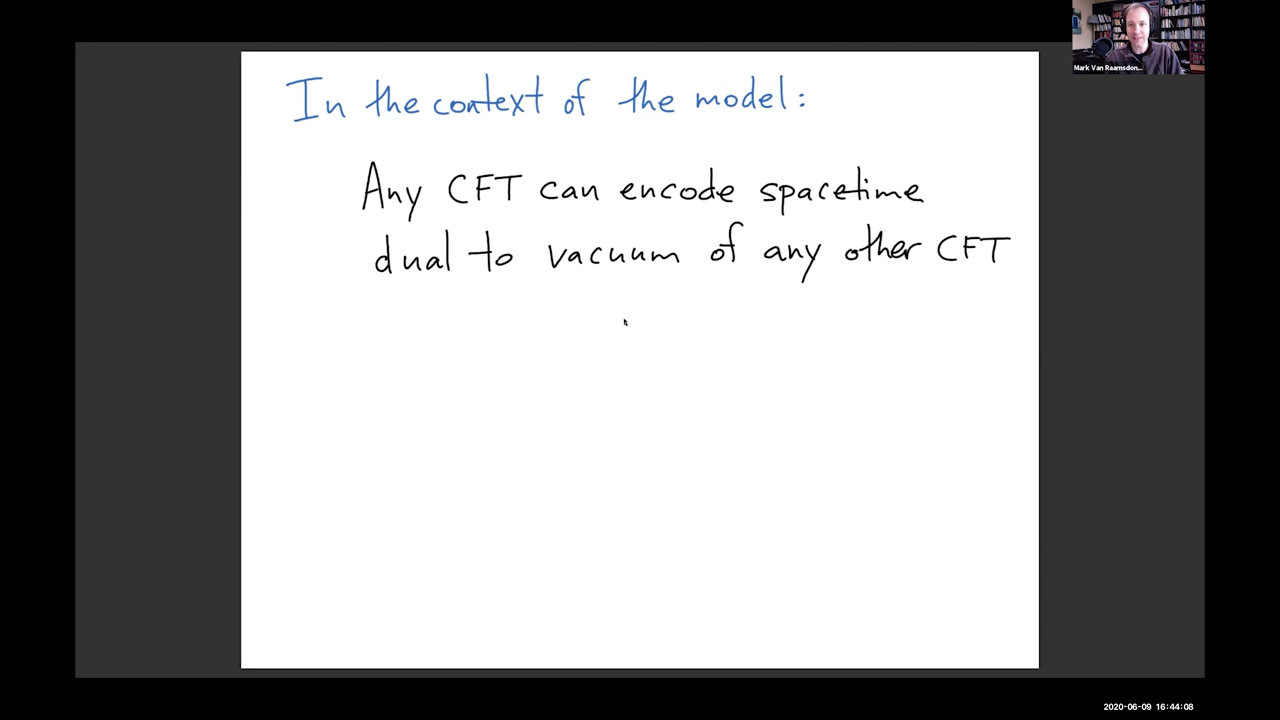 Mark Van Raamsdon...
In the context of the model:
Any CFT can encode spacetime
dual to vacuum of any other CFT
2020-06-09 16:44:08